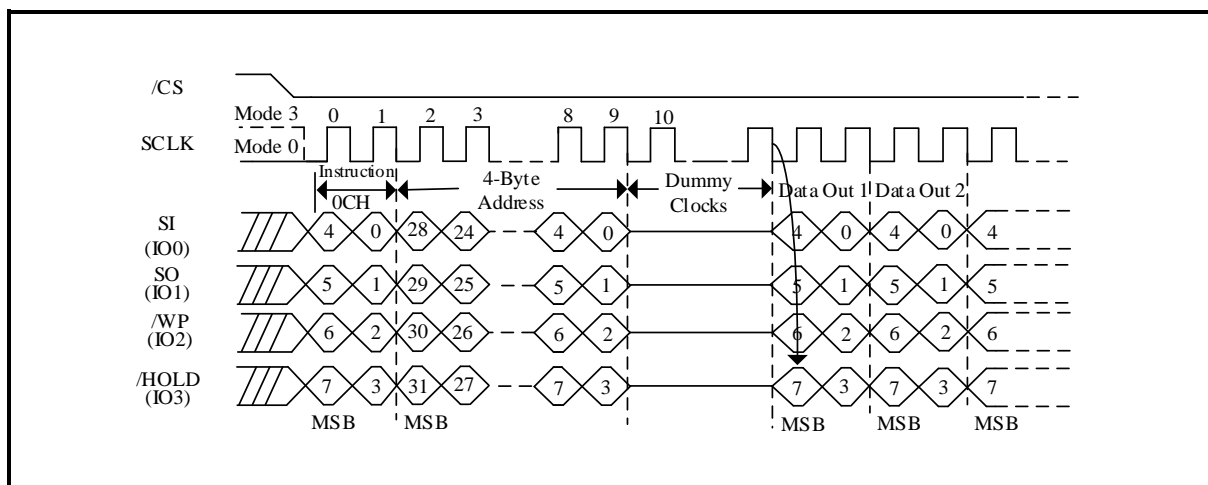 /CS
Mode 3 0 1 2 3 8 9 10
SCLK Mode 0
Instruction 4-Byte Dummy Data Out 1 Data Out 2
0CH Address Clocks
SI
(IO0) 4 0 28 24 4 0 4 0 4 0 4
SO
(IO1) 5 1 29 25 5 1 5 1 5 1 5
/WP
(IO2) 6 2 30 26 6 2 6 2 6 2 6
/HOLD
(IO3) 7 3 31 27 7 3 7 3 7 3 7
MSB MSB MSB MSB MSB